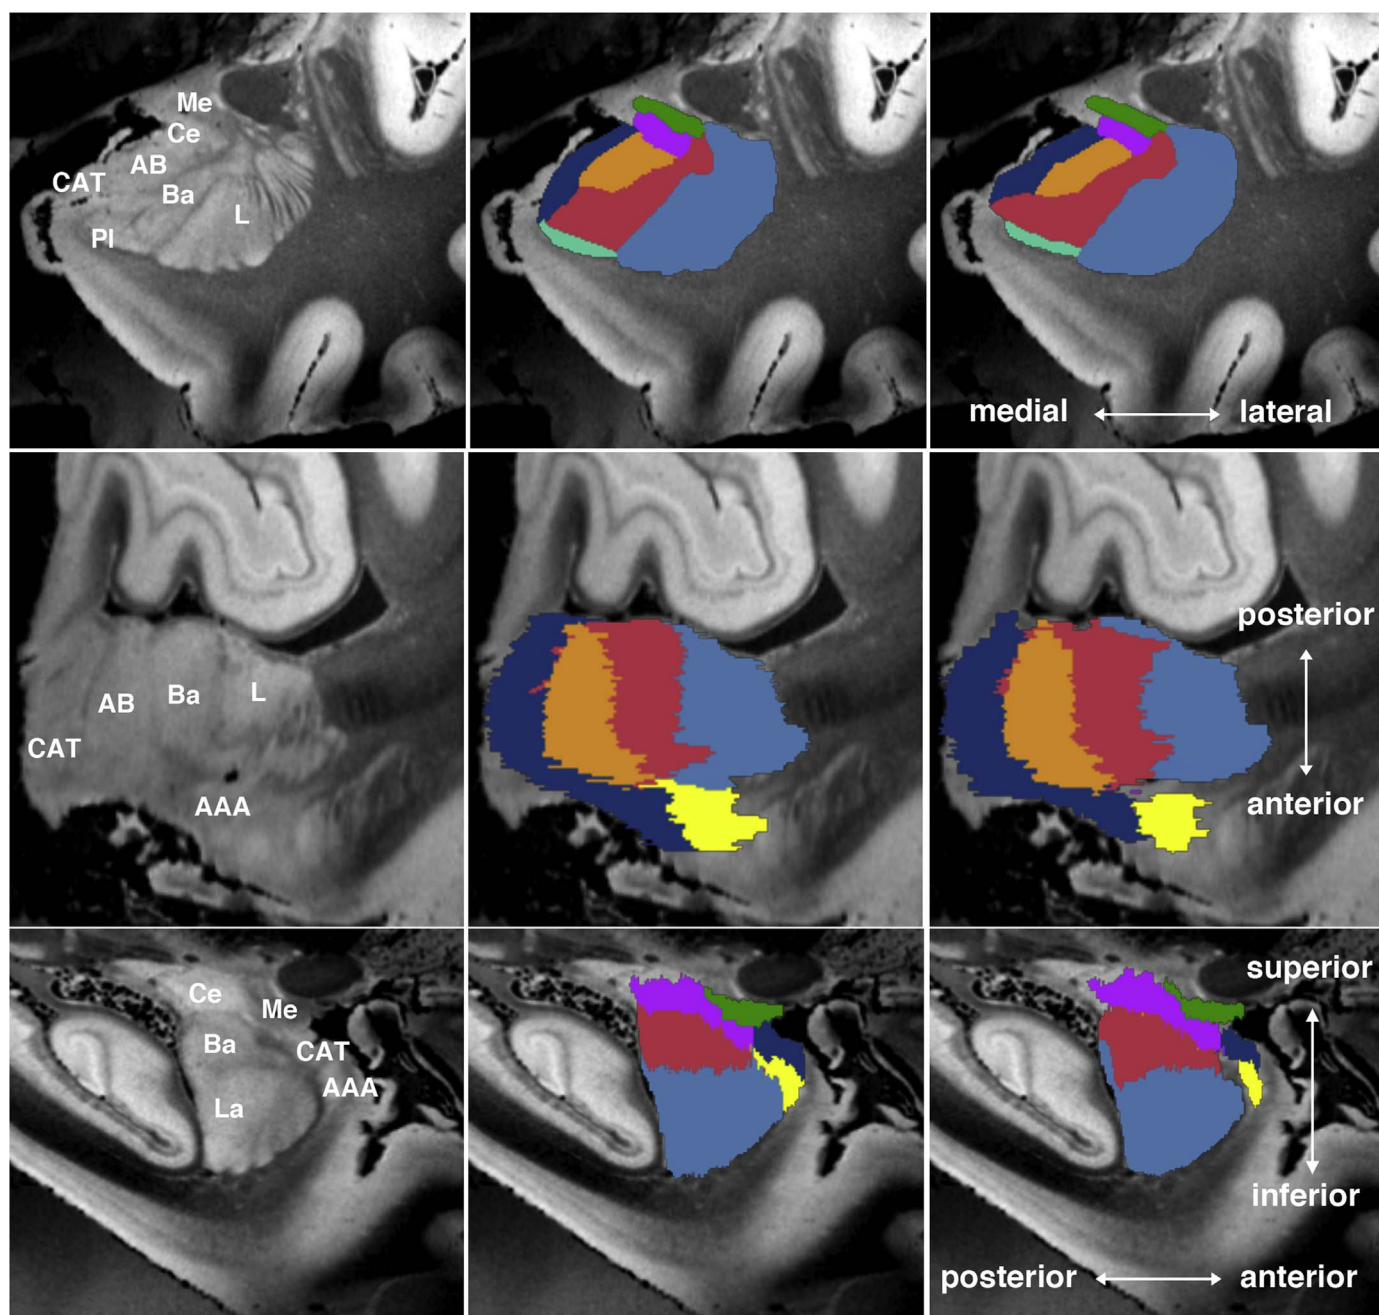 Me
Ce
AB
CAT
Ba
L
Pl
medial
lateral
AB
Ba
L
CAT
AAA
posterior
anterior
Ce
Me
Ba
CAT
AAA
La
superior
inferior
posterior
anterior